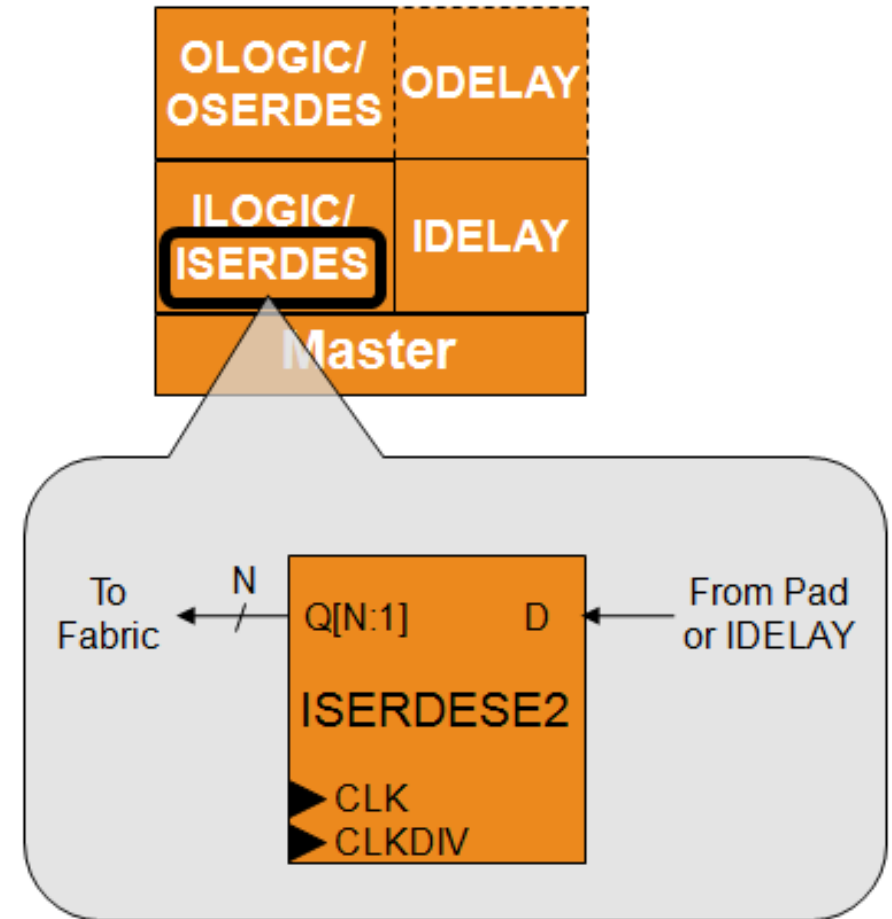 OLOGIC/
OSERDES
ODELAY
ILOGIC/
ISERDES
IDELAY
Master
To
Fabric
N
Q[N:1]
D
From Pad
or IDELAY
ISERDESE2
CLK
CLKDIV